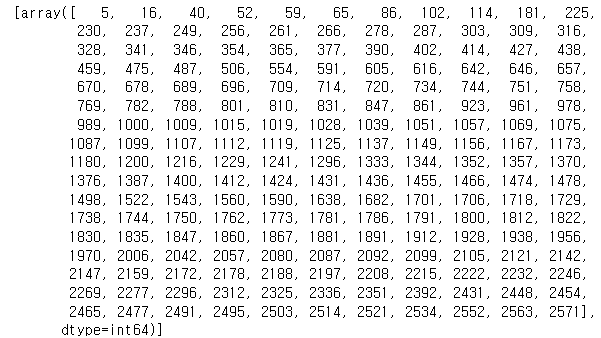 [array([   5,   16,   40,   52,   59,   65,   86,  102,  114,  181,  225,
        230,  237,  249,  256,  261,  266,  278,  287,  303,  309,  316,
        328,  341,  346,  354,  365,  377,  390,  402,  414,  427,  438,
        459,  475,  487,  506,  554,  591,  605,  616,  642,  646,  657,
        670,  678,  689,  696,  709,  714,  720,  734,  744,  751,  758,
        769,  782,  788,  801,  810,  831,  847,  861,  923,  961,  978,
        989, 1000, 1009, 1015, 1019, 1028, 1039, 1051, 1057, 1069, 1075,
       1087, 1099, 1107, 1112, 1119, 1125, 1137, 1149, 1156, 1167, 1173,
       1180, 1200, 1216, 1229, 1241, 1296, 1333, 1344, 1352, 1357, 1370,
       1376, 1387, 1400, 1412, 1424, 1431, 1436, 1455, 1466, 1474, 1478,
       1498, 1522, 1543, 1560, 1590, 1638, 1682, 1701, 1706, 1718, 1729,
       1738, 1744, 1750, 1762, 1773, 1781, 1786, 1791, 1800, 1812, 1822,
       1830, 1835, 1847, 1860, 1867, 1881, 1891, 1912, 1928, 1938, 1956,
       1970, 2006, 2042, 2057, 2080, 2087, 2092, 2099, 2105, 2121, 2142,
       2147, 2159, 2172, 2178, 2188, 2197, 2208, 2215, 2222, 2232, 2246,
       2269, 2277, 2296, 2312, 2325, 2336, 2351, 2392, 2431, 2448, 2454,
       2465, 2477, 2491, 2495, 2503, 2514, 2521, 2534, 2552, 2563, 2571],
      dtype=int64)]